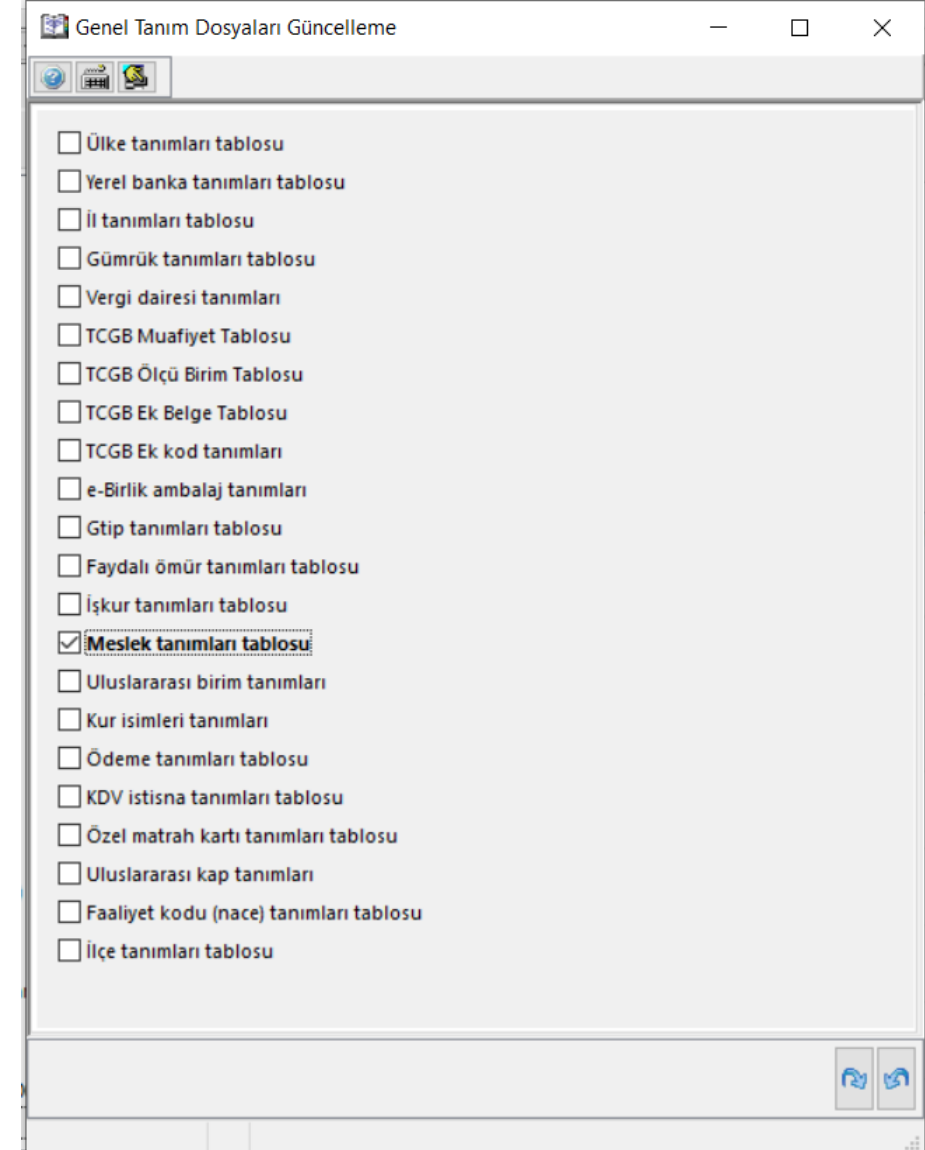 Genel Tanım Dosyaları Güncelleme
Ülke tanımları tablosu
Yerel banka tanımları tablosu
İl tanımları tablosu
Gümrük tanımları tablosu
Vergi dairesi tanımları
TCGB Muafiyet Tablosu
TCGB Ölçü Birim Tablosu
TCGB Ek Belge Tablosu
TCGB Ek kod tanımları
e-Birlik ambalaj tanımları
Gtip tanımları tablosu
Faydalı ömür tanımları tablosu
İşkur tanımları tablosu
Meslek tanımları tablosu
Uluslararası birim tanımları
Kur isimleri tanımları
Ödeme tanımları tablosu
KDV istisna tanımları tablosu
Özel matrah kartı tanımları tablosu
Uluslararası kap tanımları
Faaliyet kodu (nace) tanımları tablosu
İlçe tanımları tablosu